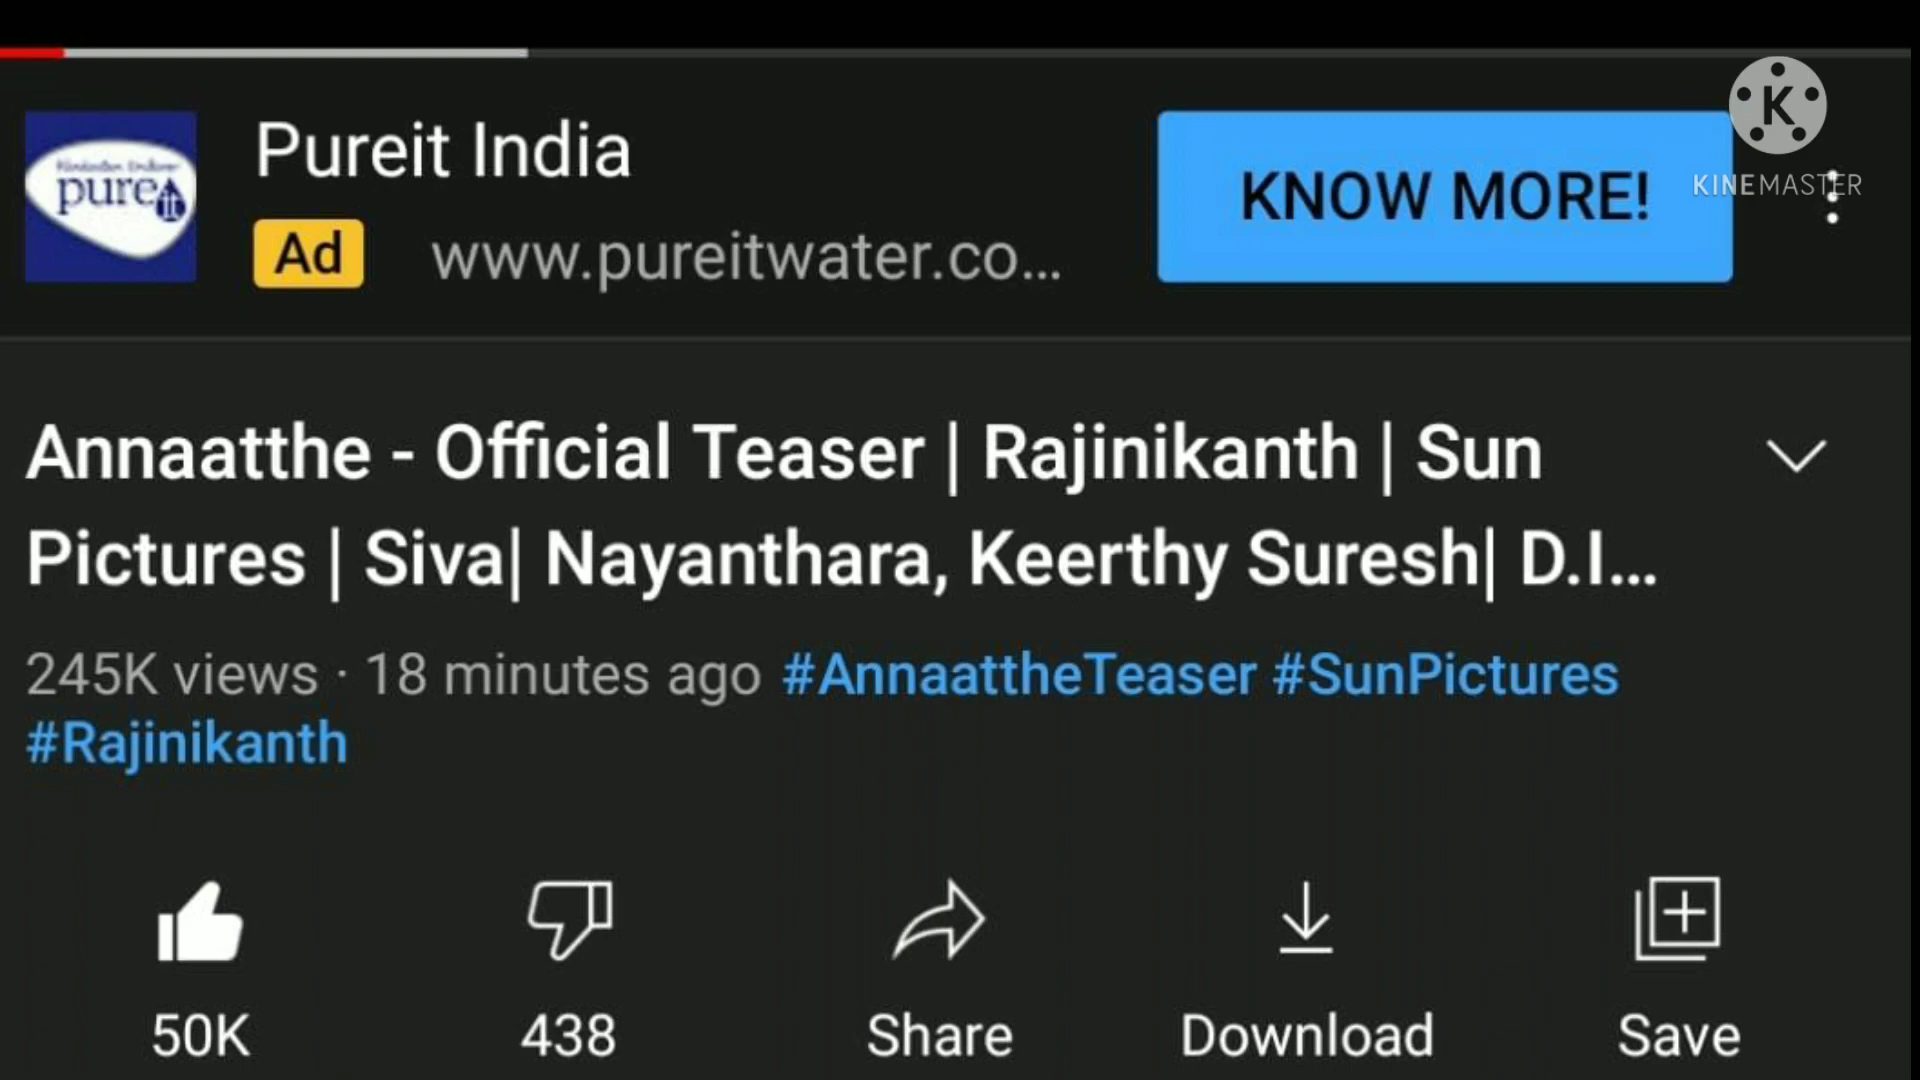 Pureit India
Ad www.pureitwater.co...
pureit
KNOW MORE!
K
KINEMASTER
Annaatthe - Official Teaser | Rajinikanth | Sun
Pictures | Siva| Nayanthara, Keerthy Suresh| D.I...
245K views · 18 minutes ago #AnnaattheTeaser #SunPictures
#Rajinikanth
50K 438 Share Download Save